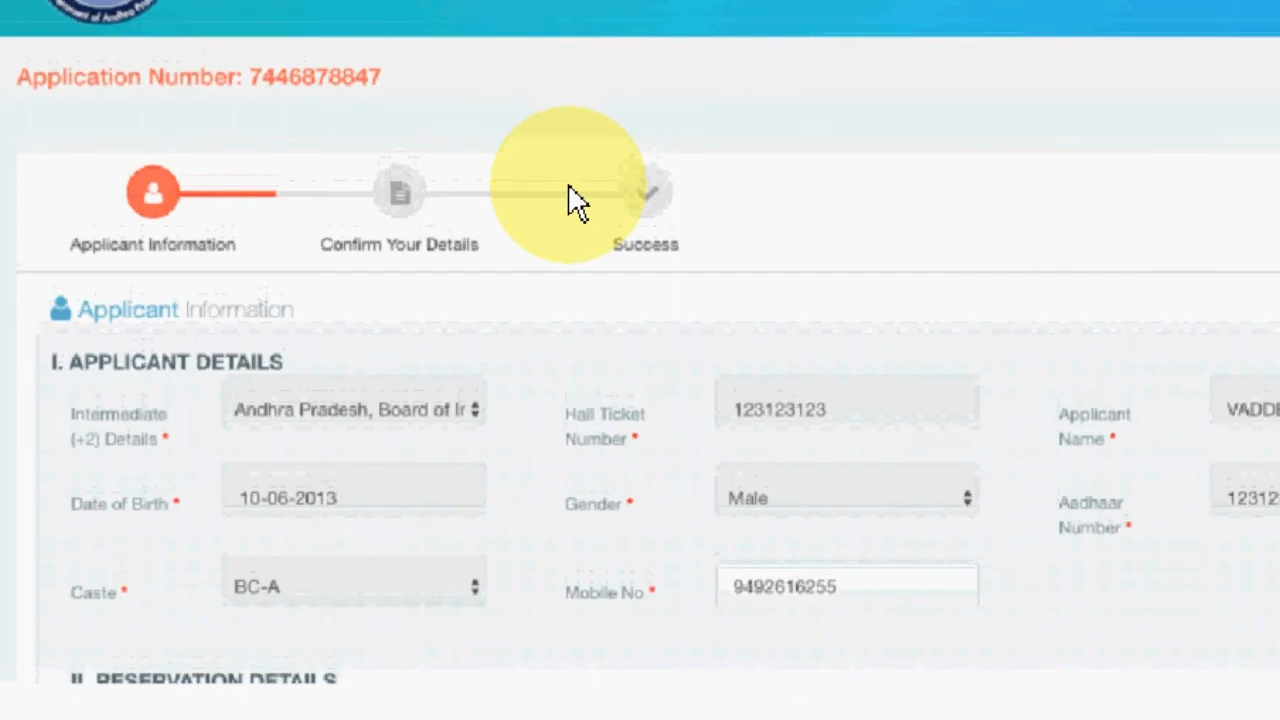 Application Number: 7446878847
Applicant Information
Confirm Your Details
Success
Applicant Information
I. APPLICANT DETAILS
Intermediate (+2) Details *
Andhra Pradesh, Board of Ir
Hall Ticket Number *
123123123
Applicant Name *
VADDE
Date of Birth *
10-06-2013
Gender *
Male
Aadhaar Number *
12312
Caste *
BC-A
Mobile No *
9492616255
II. RESERVATION DETAILS